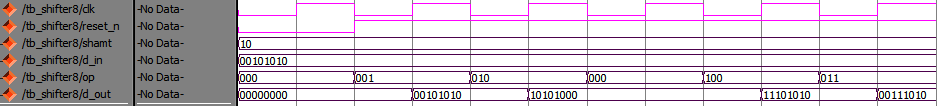 /tb_shifter8/clk -No Data-
/tb_shifter8/reset_n -No Data-
/tb_shifter8/shamt -No Data- 10
/tb_shifter8/d_in -No Data- 00101010
/tb_shifter8/op -No Data- 000 001 010 000 100 011
/tb_shifter8/d_out -No Data- 00000000 00101010 10101000 11101010 00111010